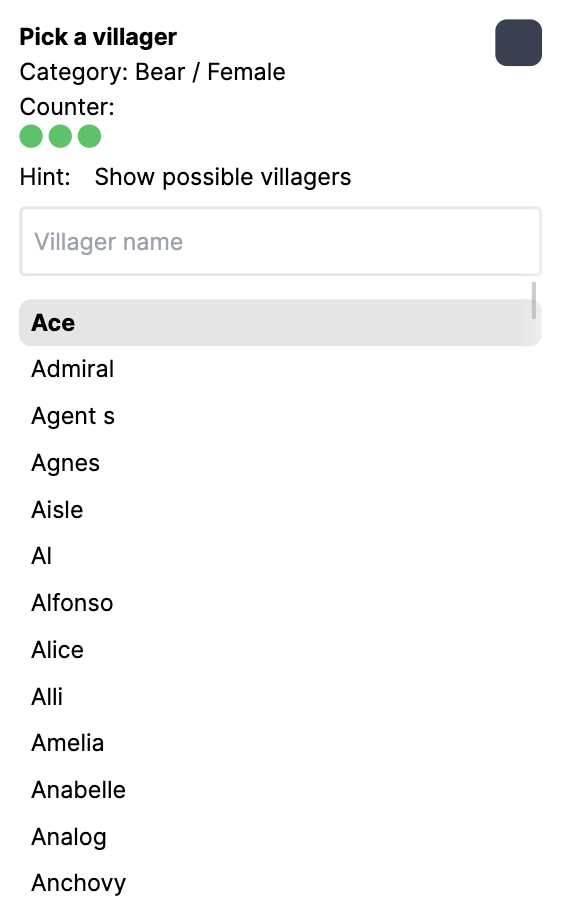 Pick a villager
Category: Bear / Female
Counter:
Hint: Show possible villagers
Villager name
Ace
Admiral
Agent s
Agnes
Aisle
Al
Alfonso
Alice
Alli
Amelia
Anabelle
Analog
Anchovy